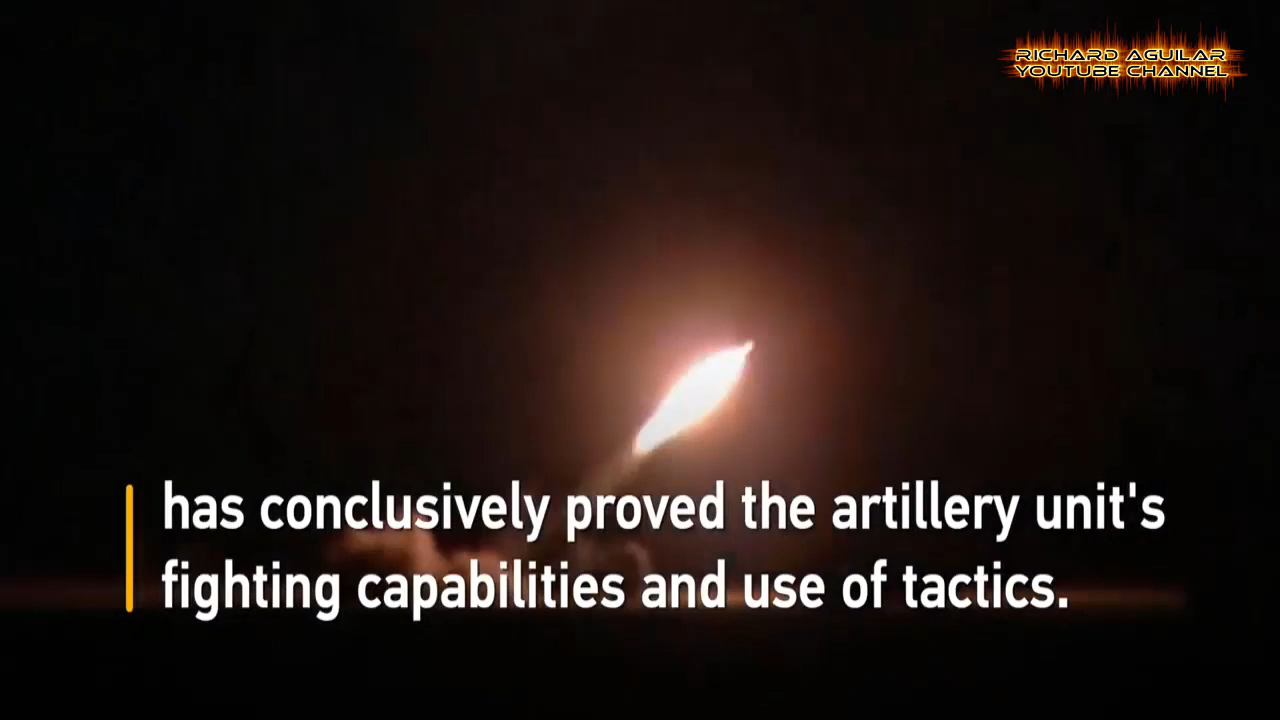 RICHARD AGUILAR
YOUTUBE CHANNEL
has conclusively proved the artillery unit's
fighting capabilities and use of tactics.